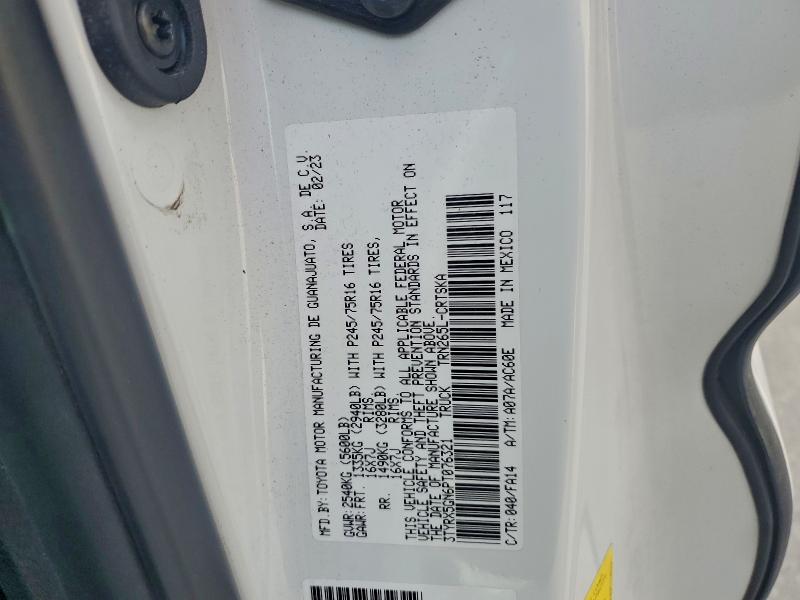 MFD.BY:TOYOTA MOTOR MANUFACTURING DE GUANAJUATO, S.A. DE C.V.
DATE: 02/23
GVWR:2540KG(5600LB)
GAWR:FRT. 1335KG (2940LB) WITH P245/75R16 TIRES
16X7J RIMS,
RR. 1490KG (3280LB) WITH P245/75R16 TIRES,
16X7J RIMS.
THIS VEHICLE CONFORMS TO ALL APPLICABLE FEDERAL MOTOR
VEHICLE SAFETY AND THEFT PREVENTION STANDARDS IN EFFECT ON
THE DATE OF MANUFACTURE SHOWN ABOVE.
3TYRX5GN6PT076321 TRUCK TRN265L-CRTSKA
C/TR:040/FA14 A/TM:A07A/AC60E MADE IN MEXICO 117